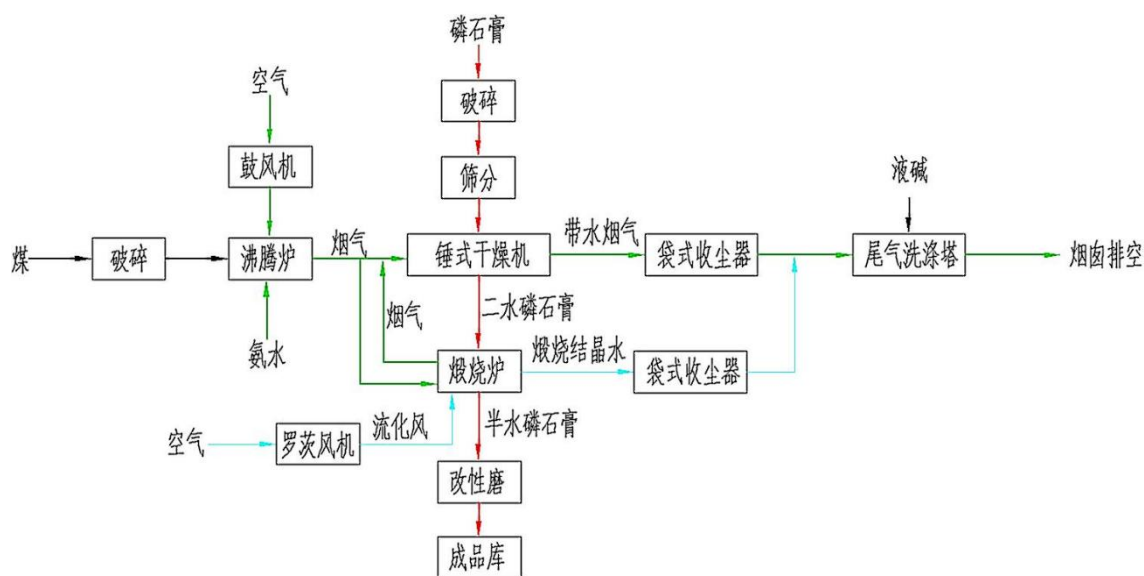 磷石膏
空气
破碎
鼓风机
筛分
液碱
煤
破碎
沸腾炉
烟气
锤式干燥机
带水烟气
袋式收尘器
尾气洗涤塔
烟囱排空
烟气
二水磷石膏
氨水
煅烧炉
煅烧结晶水
袋式收尘器
空气
罗茨风机
流化风
半水磷石膏
改性磨
成品库